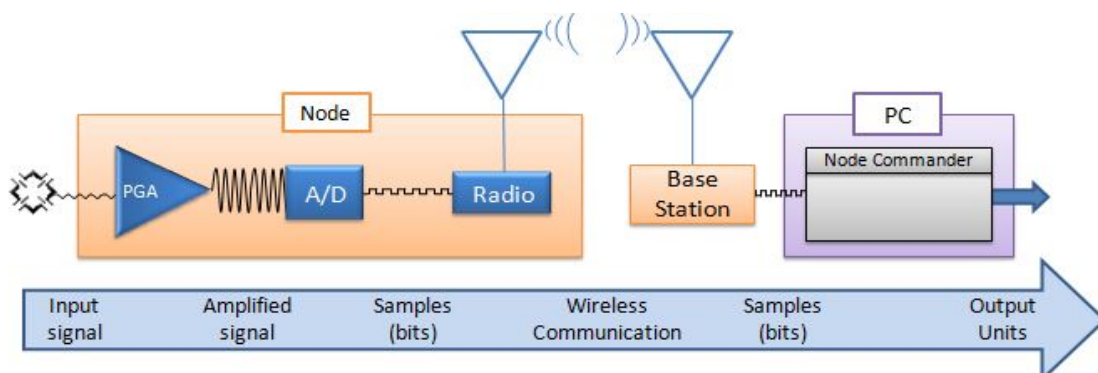 Node
PC
PGA
A/D
Radio
Base
Station
Node Commander
Input
signal
Amplified
signal
Samples
(bits)
Wireless
Communication
Samples
(bits)
Output
Units